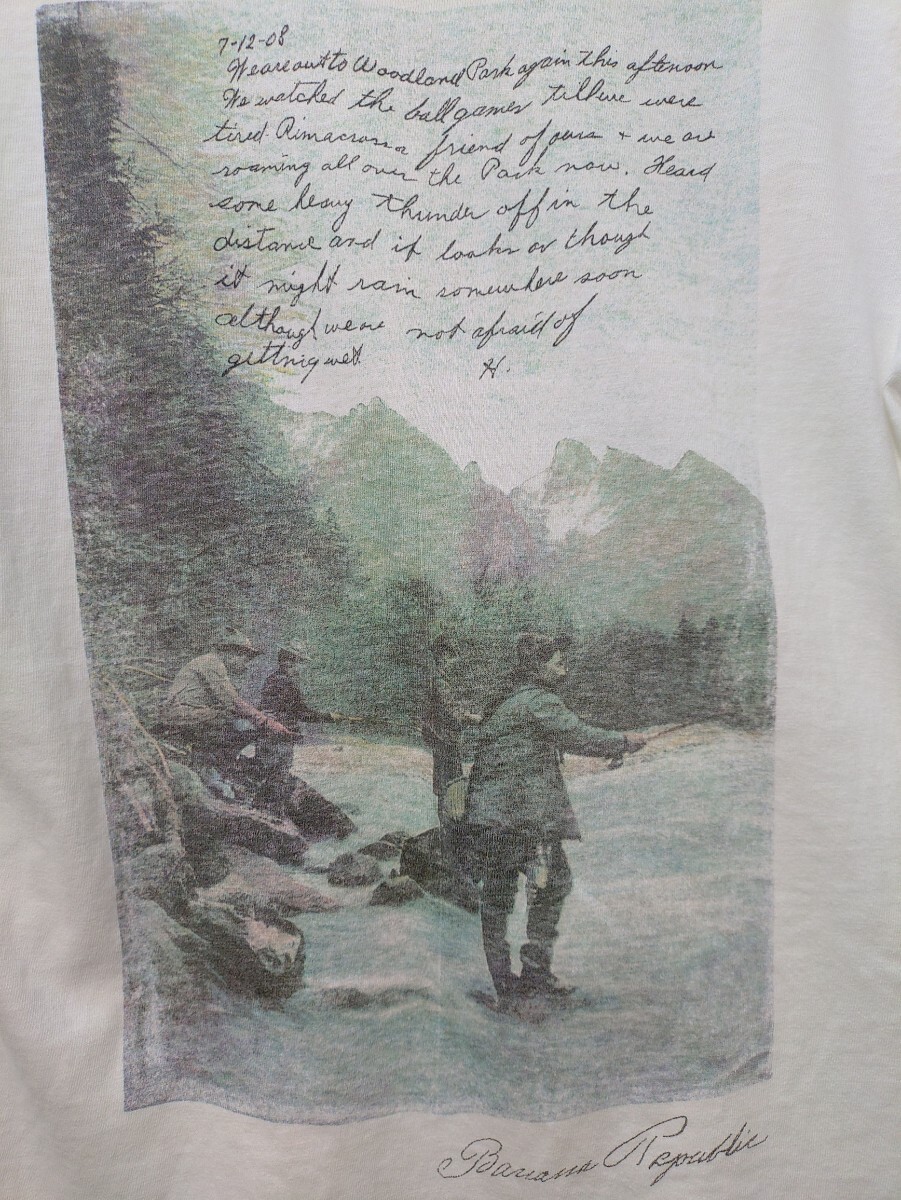 7-12-08
We are out to Woodland Park again this afternoon
We watched the ball games till we were
tired. a friend of ours + we are
roaming all over the Park now. Heard
some heavy thunder off in the
distance and it looks as though
it might rain somewhere soon
although we are not afraid of
getting wet H.
Banana Republic